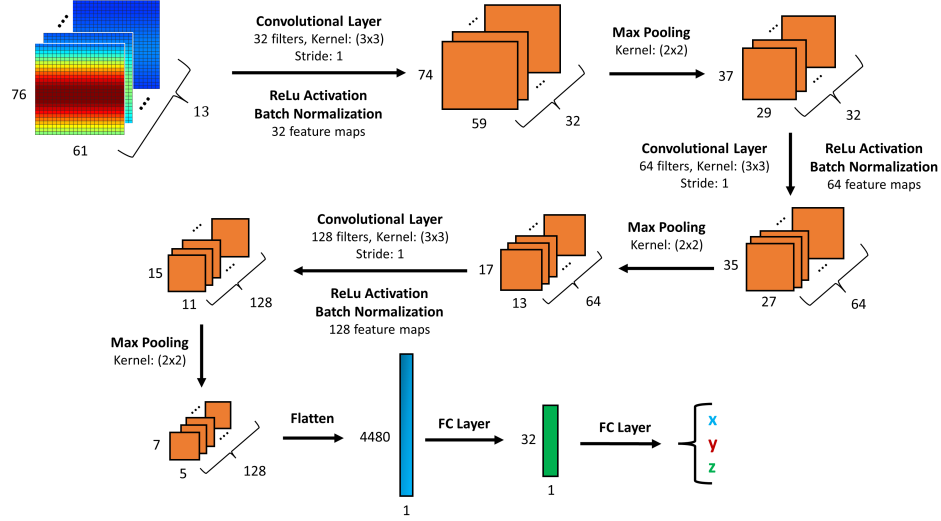 76
61
13
Convolutional Layer
32 filters, Kernel: (3x3)
Stride: 1
ReLu Activation
Batch Normalization
32 feature maps
74
59
32
Max Pooling
Kernel: (2x2)
37
29
32
Convolutional Layer
64 filters, Kernel: (3x3)
Stride: 1
ReLu Activation
Batch Normalization
64 feature maps
35
27
64
Max Pooling
Kernel: (2x2)
17
13
64
Convolutional Layer
128 filters, Kernel: (3x3)
Stride: 1
ReLu Activation
Batch Normalization
128 feature maps
15
11
128
Max Pooling
Kernel: (2x2)
7
5
128
Flatten
4480
1
FC Layer
32
1
FC Layer
x
y
z